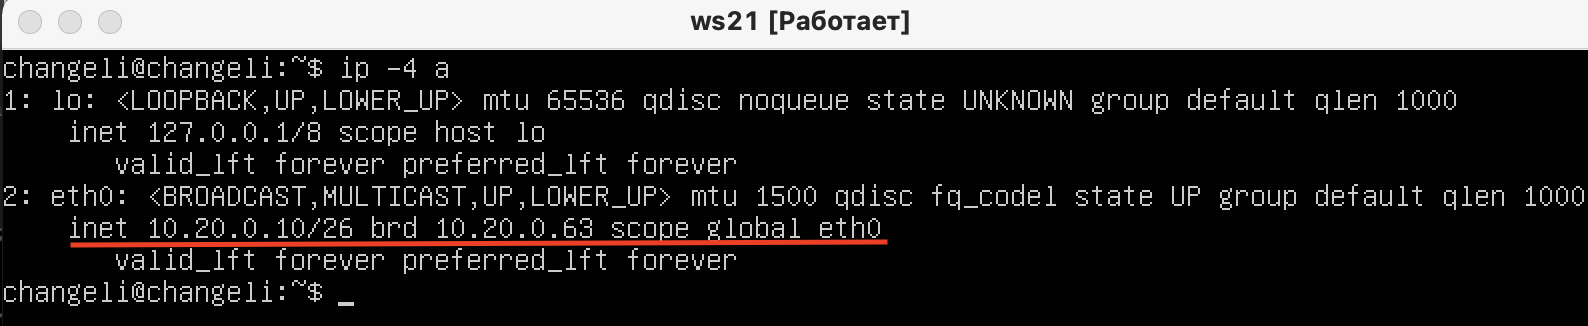 ws21 [Работает]
changeli@changeli:~$ ip -4 a
1: lo: <LOOPBACK,UP,LOWER_UP> mtu 65536 qdisc noqueue state UNKNOWN group default qlen 1000
    inet 127.0.0.1/8 scope host lo
       valid_lft forever preferred_lft forever
2: eth0: <BROADCAST,MULTICAST,UP,LOWER_UP> mtu 1500 qdisc fq_codel state UP group default qlen 1000
    inet 10.20.0.10/26 brd 10.20.0.63 scope global eth0
       valid_lft forever preferred_lft forever
changeli@changeli:~$ _